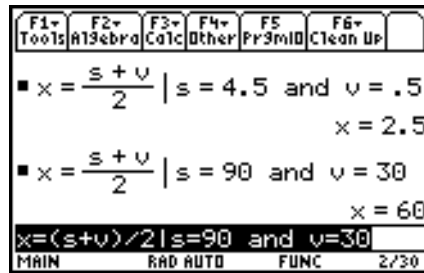 F1▾ F2▾ F3▾ F4▾ F5 F6▾
Tools Algebra Calc Other PrgmIO Clean Up
▪ x = (s + v)/2 | s = 4.5 and v = .5
x = 2.5
▪ x = (s + v)/2 | s = 90 and v = 30
x = 60
x=(s+v)/2|s=90 and v=30
MAIN RAD AUTO FUNC 2/30